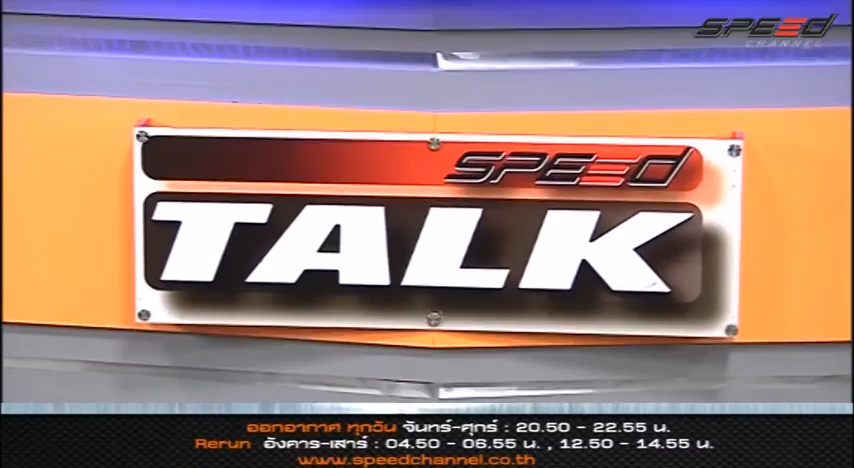 SPEED
CHANNEL
SPEED
TALK
ออกอากาศ ทุกวัน จันทร์-ศุกร์ : 20.50 - 22.55 น.
Rerun อังคาร-เสาร์ : 04.50 - 06.55 น. , 12.50 - 14.55 น.
www.speedchannel.co.th